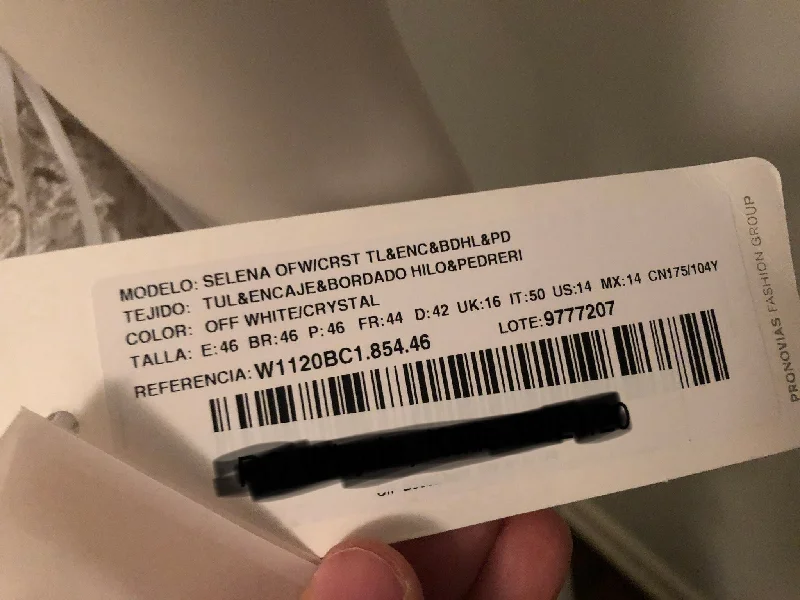 MODELO: SELENA OFW/CRST TL&ENC&BDHL&PD
TEJIDO: TUL&ENCAJE&BORDADO HILO&PEDRERI
COLOR: OFF WHITE/CRYSTAL
TALLA: E:46 BR:46 P:46 FR:44 D:42 UK:16 IT:50 US:14 MX:14 CN175/104Y
REFERENCIA: W1120BC1.854.46 LOTE:9777207
PRONOVIAS FASHION GROUP